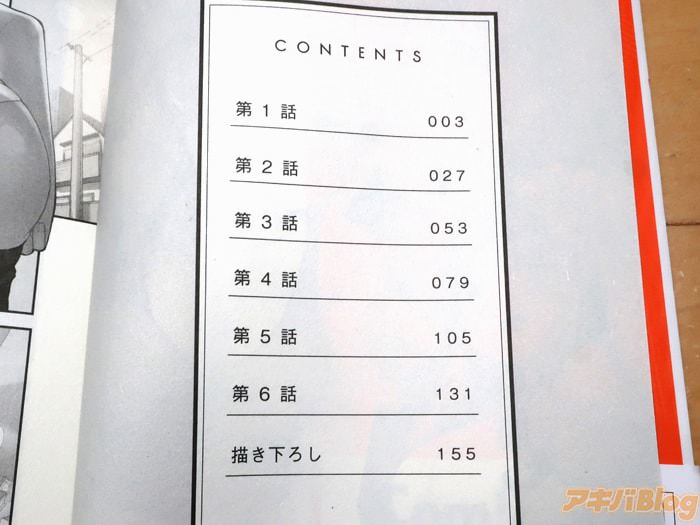 CONTENTS
第1話 003
第2話 027
第3話 053
第4話 079
第5話 105
第6話 131
描き下ろし 155
アキバBlog